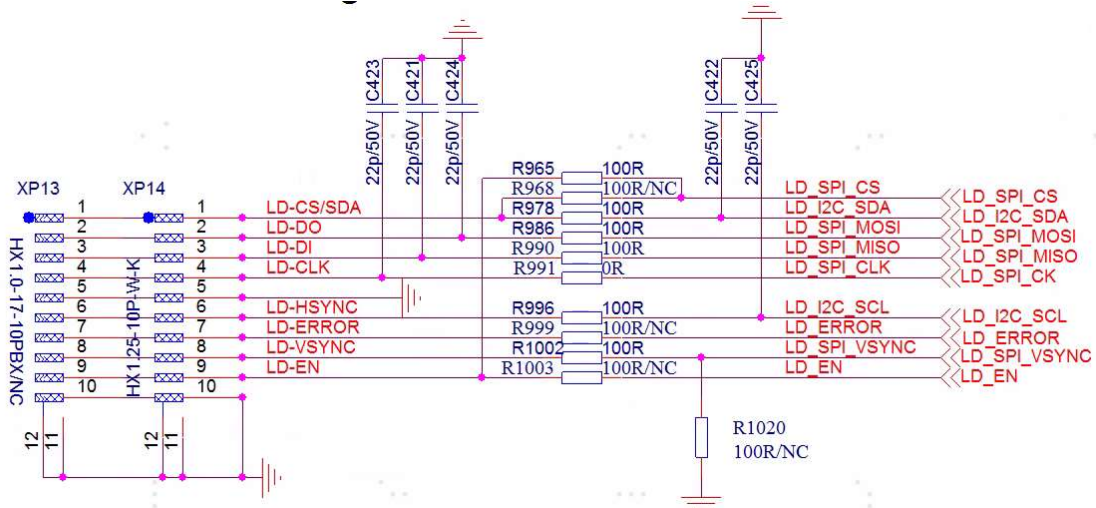 C423
C421
C424
22p/50V
22p/50V
22p/50V
C422
C425
22p/50V
22p/50V
XP13
XP14
HX1.0-17-10PBX/NC
HX1.25-10P-W-K
R965 100R
R968 100R/NC LD_SPI_CS LD_SPI_CS
1 1 LD-CS/SDA R978 100R LD_I2C_SDA LD_I2C_SDA
2 2 LD-DO R986 100R LD_SPI_MOSI LD_SPI_MOSI
3 3 LD-DI R990 100R LD_SPI_MISO LD_SPI_MISO
4 4 LD-CLK R991 0R LD_SPI_CLK LD_SPI_CK
5 5
6 6 LD-HSYNC R996 100R LD_I2C_SCL LD_I2C_SCL
7 7 LD-ERROR R999 100R/NC LD_ERROR LD_ERROR
8 8 LD-VSYNC R1002 100R LD_SPI_VSYNC LD_SPI_VSYNC
9 9 LD-EN R1003 100R/NC LD_EN LD_EN
10 10
12 11 12 11
R1020
100R/NC